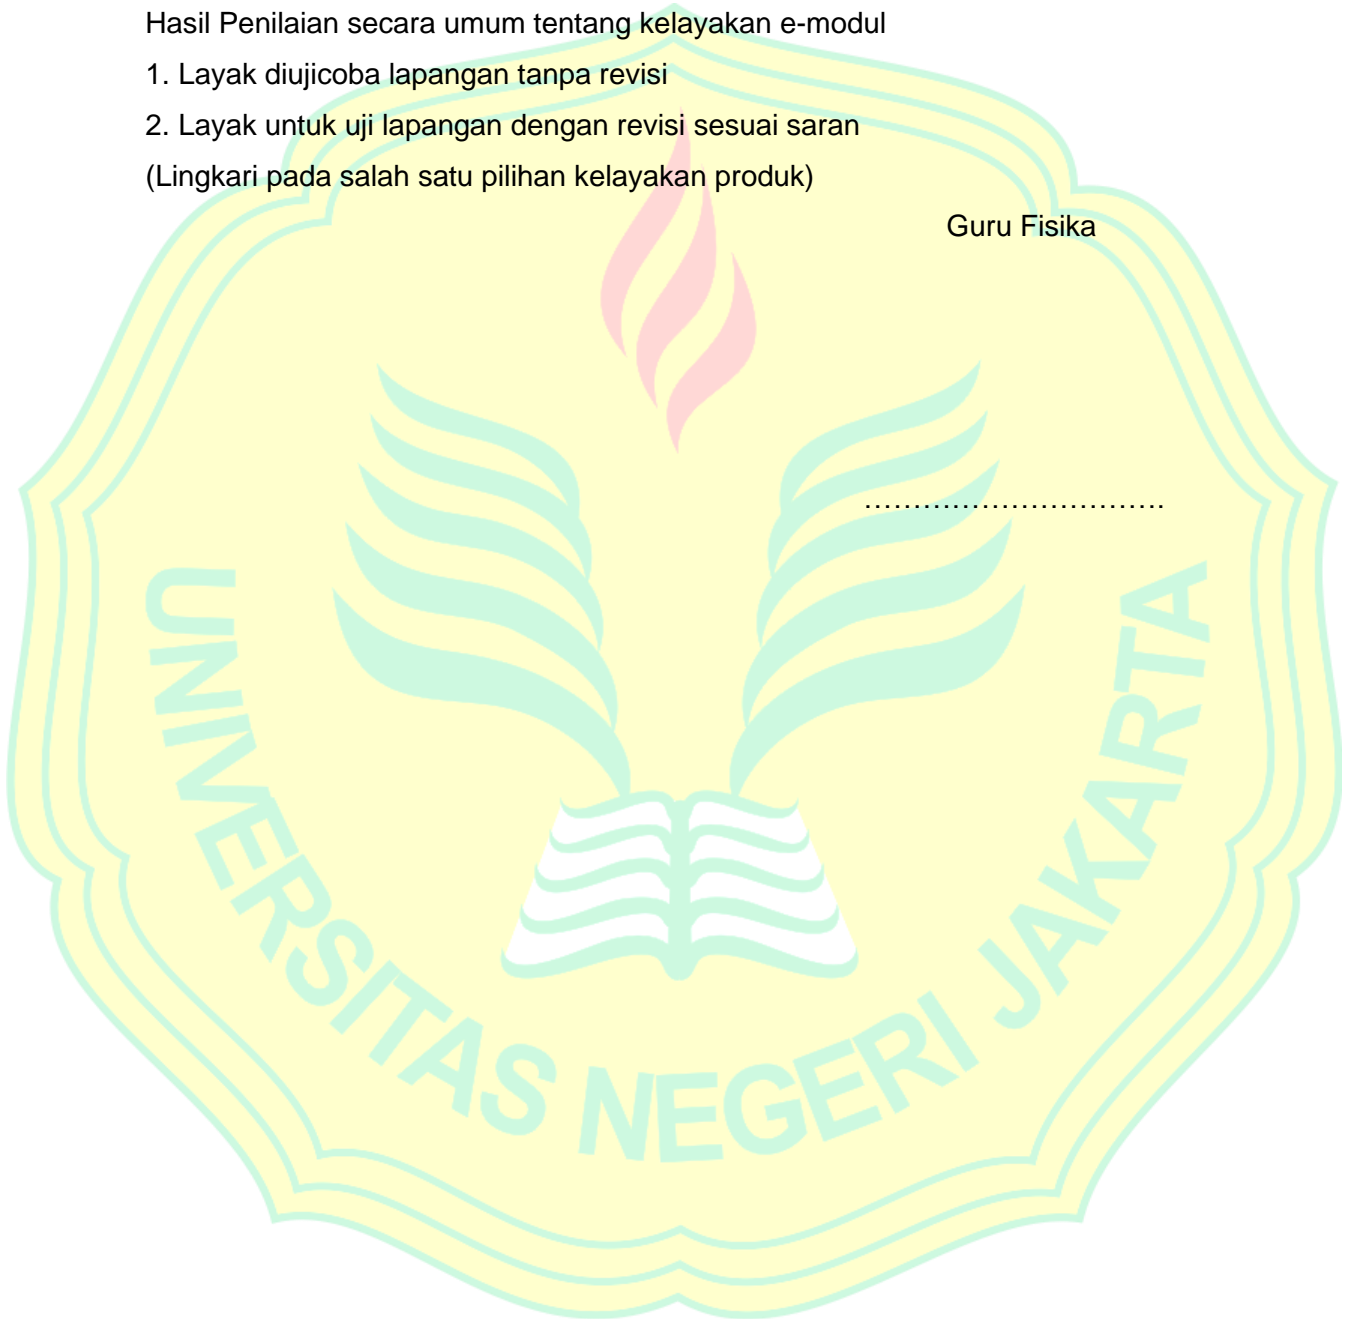 Hasil Penilaian secara umum tentang kelayakan e-modul
1. Layak diujicoba lapangan tanpa revisi
2. Layak untuk uji lapangan dengan revisi sesuai saran
(Lingkari pada salah satu pilihan kelayakan produk)
Guru Fisika
………………………….
UNIVERSITAS NEGERI JAKARTA